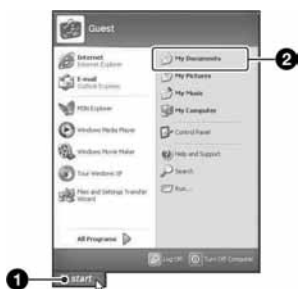 Guest
Internet
Internet Explorer
E-mail
Outlook Express
MSN Explorer
Windows Media Player
Windows Movie Maker
Tour Windows XP
Files and Settings Transfer
Wizard
All Programs
My Documents
2
My Pictures
My Music
My Computer
Control Panel
Help and Support
Search
Run...
Log Off
Turn Off Computer
1
start